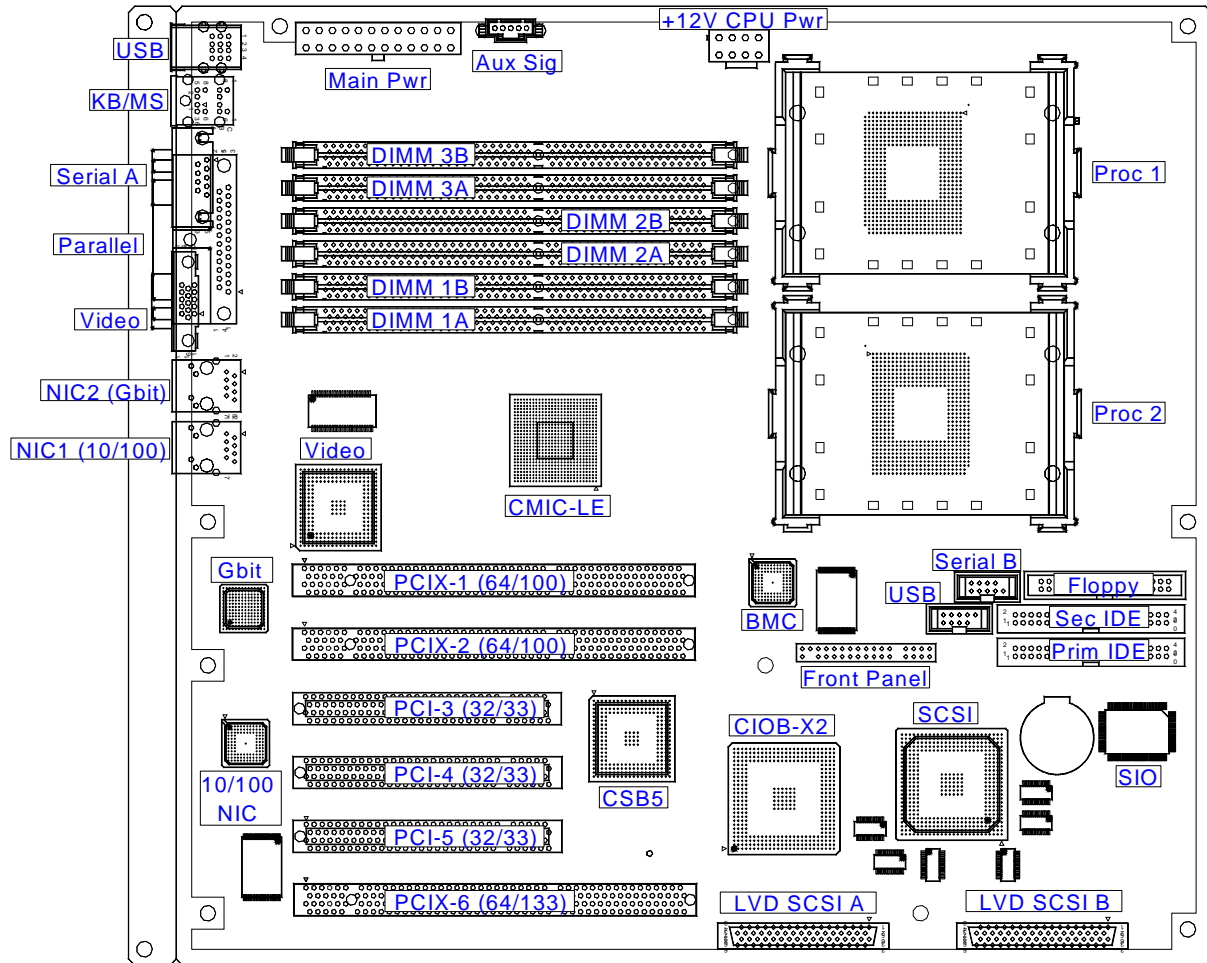 +12V CPU Pwr
USB
Aux Sig
Main Pwr
KB/MS
DIMM 3B
Serial A
DIMM 3A
Proc 1
DIMM 2B
Parallel
DIMM 2A
DIMM 1B
Video
DIMM 1A
NIC2 (Gbit)
Proc 2
NIC1 (10/100)
Video
CMIC-LE
Gbit
PCIX-1 (64/100)
Serial B
USB
Floppy
BMC
Sec IDE
PCIX-2 (64/100)
Prim IDE
Front Panel
PCI-3 (32/33)
CIOB-X2
SCSI
10/100
NIC
PCI-4 (32/33)
CSB5
SIO
PCI-5 (32/33)
PCIX-6 (64/133)
LVD SCSI A
LVD SCSI B